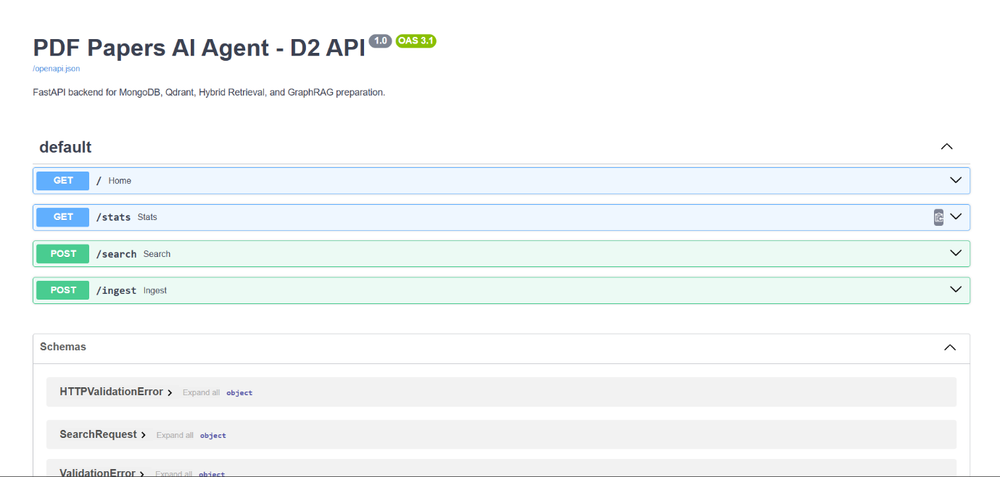 PDF Papers AI Agent - D2 API 1.0 OAS 3.1
/openapi.json
FastAPI backend for MongoDB, Qdrant, Hybrid Retrieval, and GraphRAG preparation.
default
GET / Home
GET /stats Stats
POST /search Search
POST /ingest Ingest
Schemas
HTTPValidationError Expand all object
SearchRequest Expand all object
ValidationError Expand all object